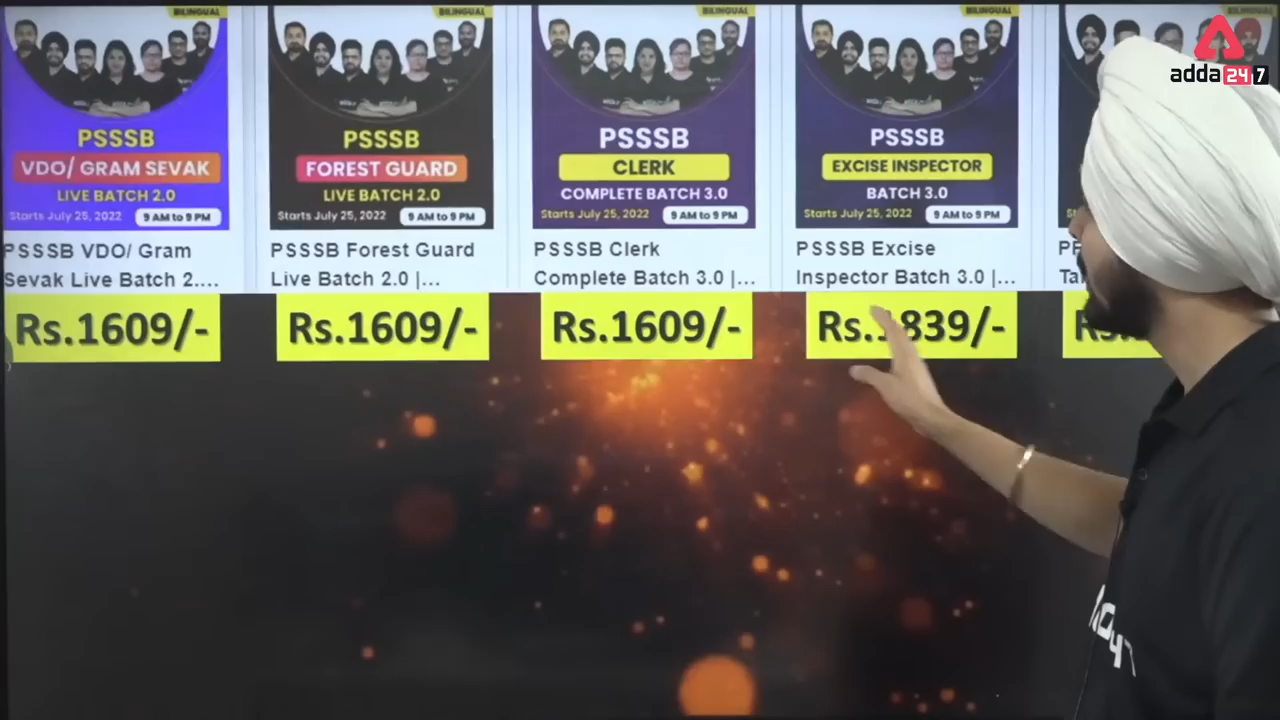 adda 24 7
BILINGUAL
PSSSB
VDO/ GRAM SEVAK
LIVE BATCH 2.0
Starts July 25, 2022 9 AM to 9 PM
PSSSB VDO/ Gram
Sevak Live Batch 2....
Rs.1609/-
BILINGUAL
PSSSB
FOREST GUARD
LIVE BATCH 2.0
Starts July 25, 2022 9 AM to 9 PM
PSSSB Forest Guard
Live Batch 2.0 |...
Rs.1609/-
BILINGUAL
PSSSB
CLERK
COMPLETE BATCH 3.0
Starts July 25, 2022 9 AM to 9 PM
PSSSB Clerk
Complete Batch 3.0 |...
Rs.1609/-
BILINGUAL
PSSSB
EXCISE INSPECTOR
BATCH 3.0
Starts July 25, 2022 9 AM to 9 PM
PSSSB Excise
Inspector Batch 3.0 |...
Rs.1839/-